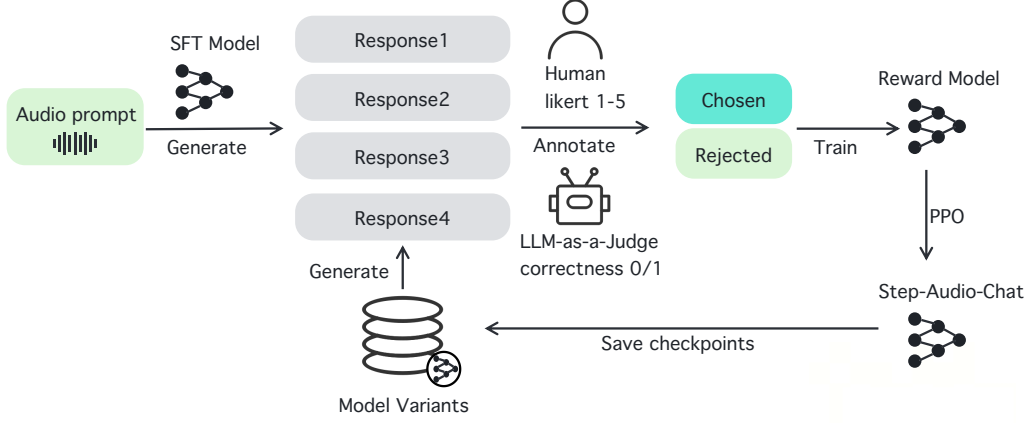 SFT Model
Audio prompt
Generate
Response1
Response2
Response3
Response4
Human
likert 1-5
Annotate
LLM-as-a-Judge
correctness 0/1
Chosen
Rejected
Train
Reward Model
PPO
Step-Audio-Chat
Save checkpoints
Generate
Model Variants